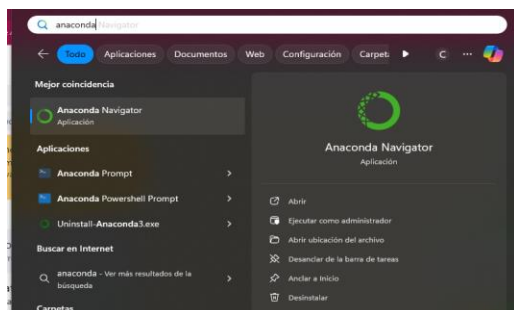 anaconda Navigator
Todo Aplicaciones Documentos Web Configuración Carpet C ...
Mejor coincidencia
Anaconda Navigator
Aplicación
Aplicaciones
Anaconda Prompt
Anaconda Powershell Prompt
Uninstall-Anaconda3.exe
Buscar en Internet
anaconda - Ver más resultados de la
búsqueda
Carpetas
Anaconda Navigator
Aplicación
Abrir
Ejecutar como administrador
Abrir ubicación del archivo
Desanclar de la barra de tareas
Anclar a Inicio
Desinstalar